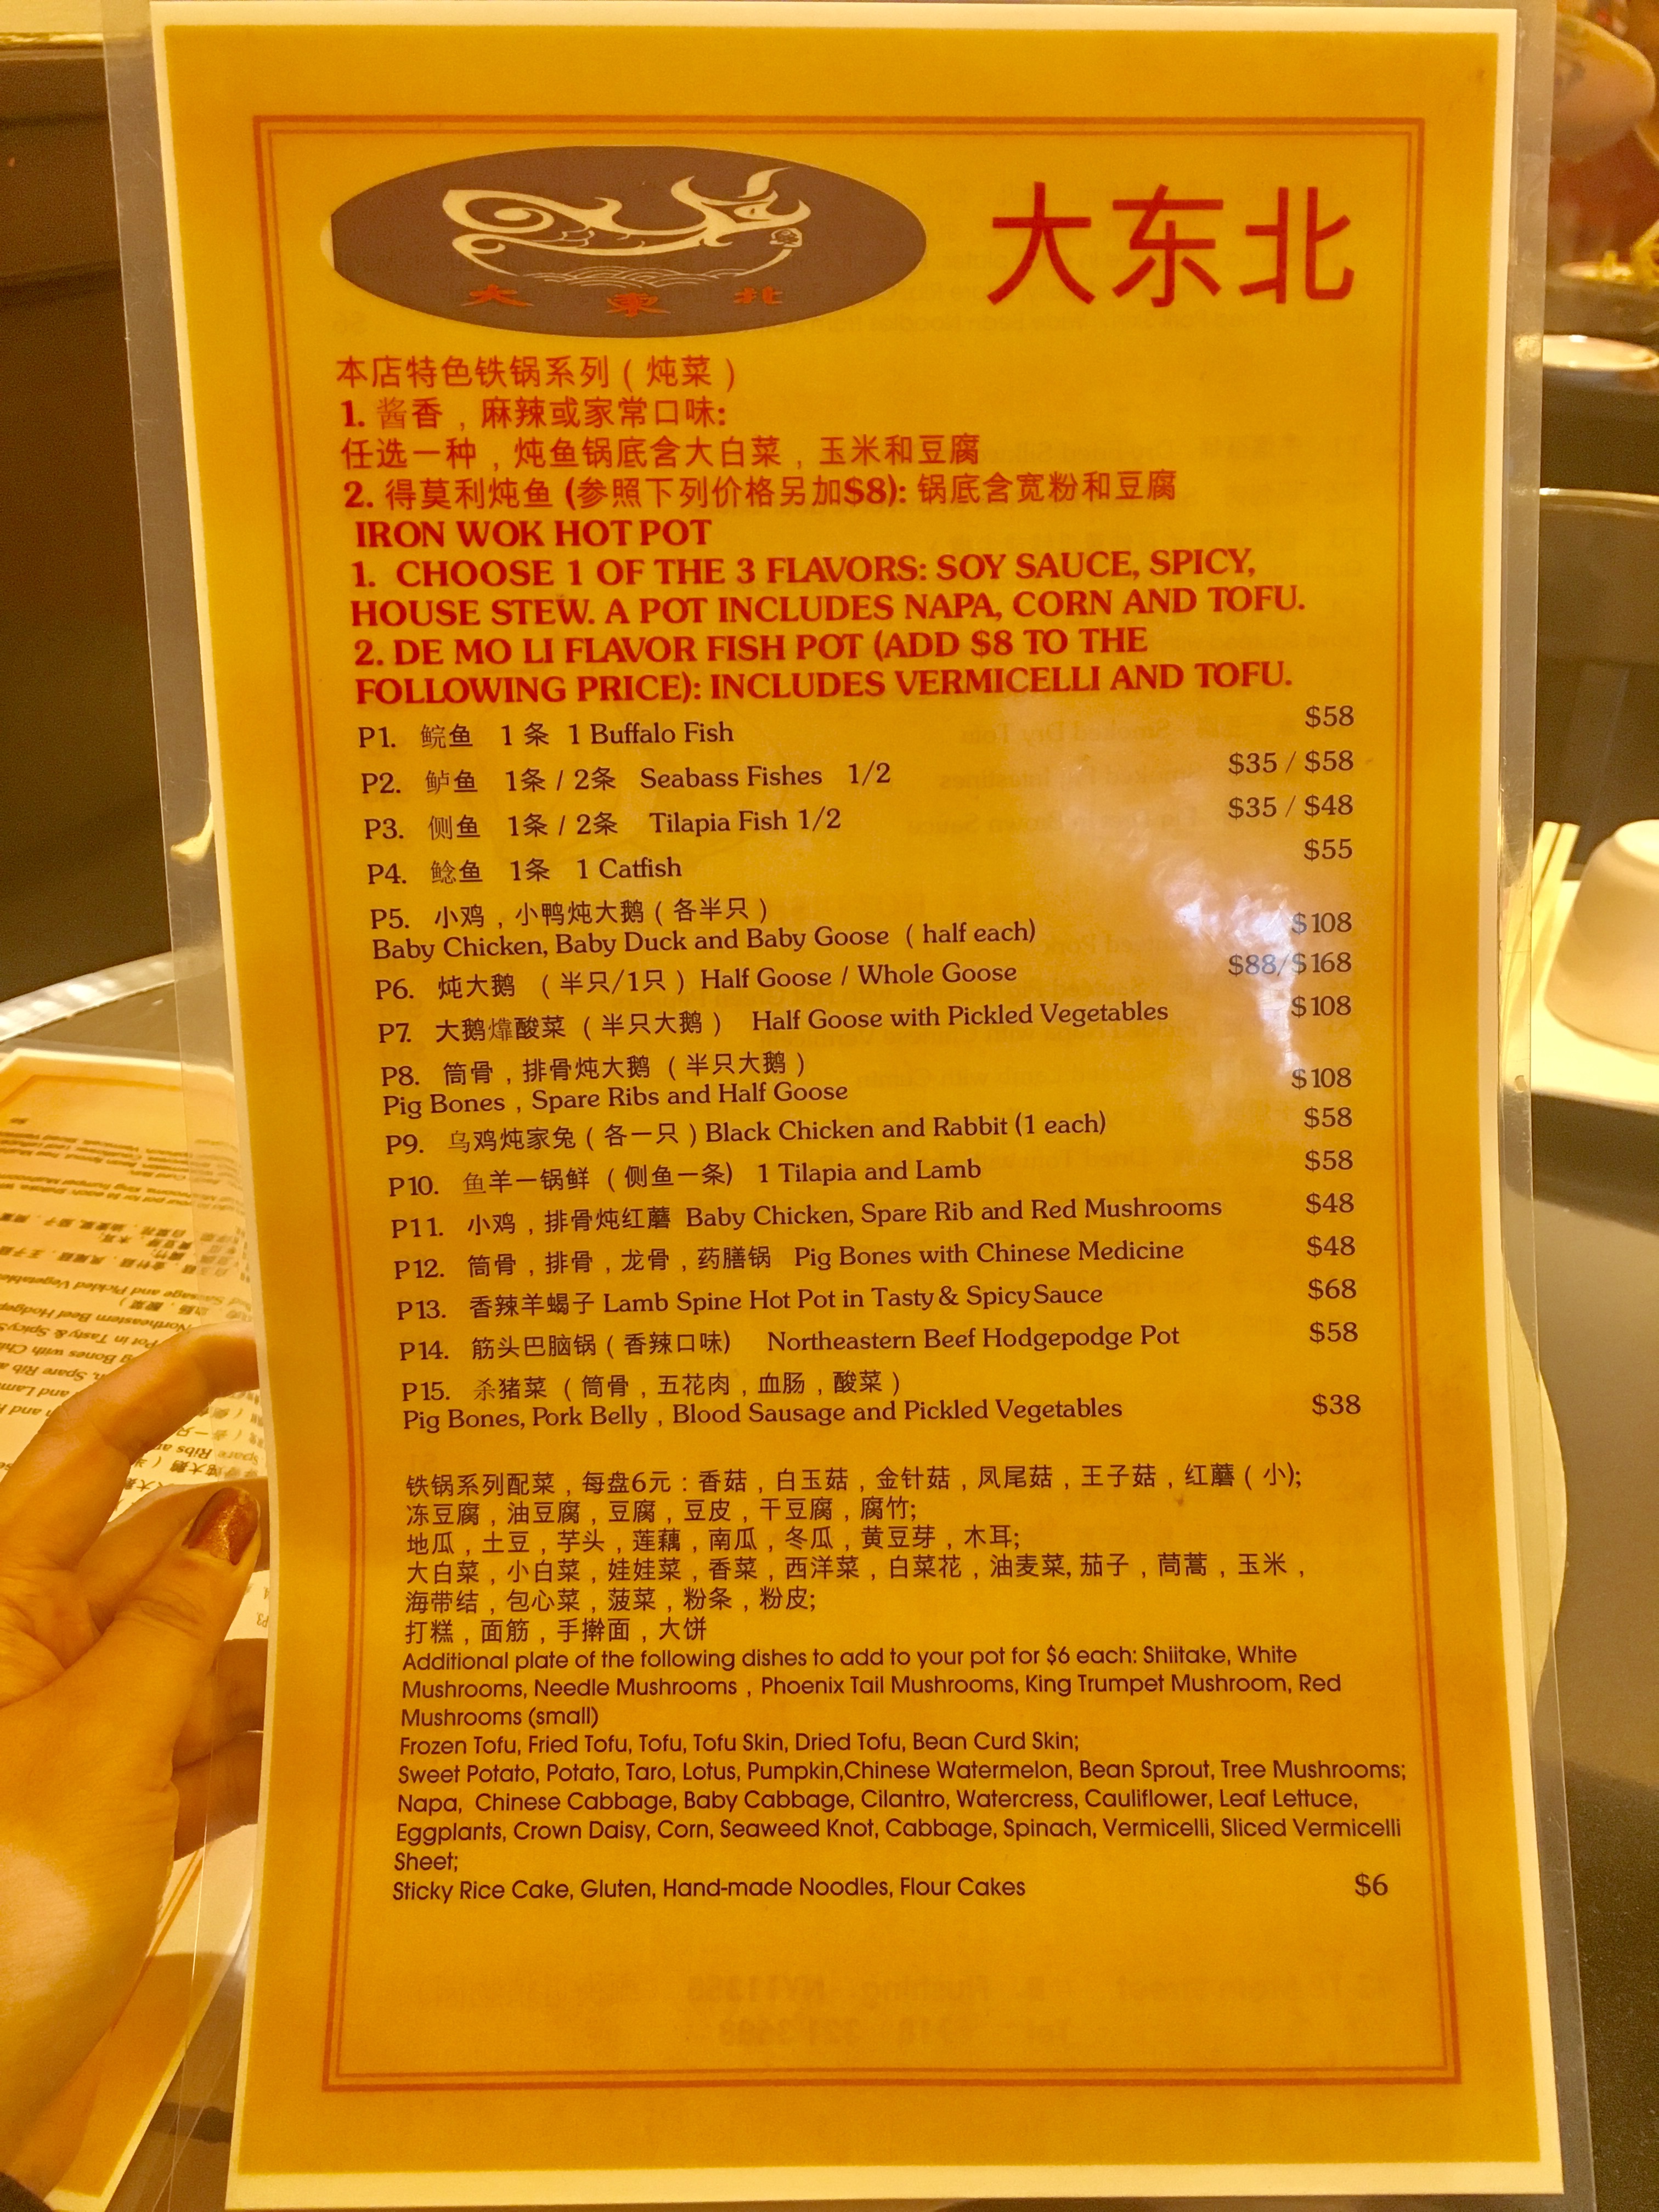 大東北
大东北
本店特色铁锅系列（炖菜）
1. 酱香，麻辣或家常口味:
任选一种，炖鱼锅底含大白菜，玉米和豆腐
2. 得莫利炖鱼 (参照下列价格另加$8): 锅底含宽粉和豆腐
IRON WOK HOT POT
1. CHOOSE 1 OF THE 3 FLAVORS: SOY SAUCE, SPICY,
HOUSE STEW. A POT INCLUDES NAPA, CORN AND TOFU.
2. DE MO LI FLAVOR FISH POT (ADD $8 TO THE
FOLLOWING PRICE): INCLUDES VERMICELLI AND TOFU.
P1. 鲩鱼 1 条 1 Buffalo Fish $58
P2. 鲈鱼 1条 / 2条 Seabass Fishes 1/2 $35 / $58
P3. 侧鱼 1条 / 2条 Tilapia Fish 1/2 $35 / $48
P4. 鲶鱼 1条 1 Catfish $55
P5. 小鸡，小鸭炖大鹅（各半只）
Baby Chicken, Baby Duck and Baby Goose ( half each) $108
P6. 炖大鹅 （半只/1只）Half Goose / Whole Goose $88/$168
P7. 大鹅㸆酸菜（半只大鹅） Half Goose with Pickled Vegetables $108
P8. 筒骨，排骨炖大鹅（半只大鹅）
Pig Bones , Spare Ribs and Half Goose $108
P9. 乌鸡炖家兔（各一只）Black Chicken and Rabbit (1 each) $58
P10. 鱼羊一锅鲜（侧鱼一条） 1 Tilapia and Lamb $58
P11. 小鸡，排骨炖红蘑 Baby Chicken, Spare Rib and Red Mushrooms $48
P12. 筒骨，排骨，龙骨，药膳锅 Pig Bones with Chinese Medicine $48
P13. 香辣羊蝎子 Lamb Spine Hot Pot in Tasty & Spicy Sauce $68
P14. 筋头巴脑锅（香辣口味） Northeastern Beef Hodgepodge Pot $58
P15. 杀猪菜（筒骨，五花肉，血肠，酸菜）
Pig Bones, Pork Belly , Blood Sausage and Pickled Vegetables $38
铁锅系列配菜，每盘6元：香菇，白玉菇，金针菇，凤尾菇，王子菇，红蘑（小);
冻豆腐，油豆腐，豆腐，豆皮，干豆腐，腐竹;
地瓜，土豆，芋头，莲藕，南瓜，冬瓜，黄豆芽，木耳;
大白菜，小白菜，娃娃菜，香菜，西洋菜，白菜花，油麦菜, 茄子，茼蒿，玉米，
海带结，包心菜，菠菜，粉条，粉皮;
打糕，面筋，手擀面，大饼
Additional plate of the following dishes to add to your pot for $6 each: Shiitake, White
Mushrooms, Needle Mushrooms , Phoenix Tail Mushrooms, King Trumpet Mushroom, Red
Mushrooms (small)
Frozen Tofu, Fried Tofu, Tofu, Tofu Skin, Dried Tofu, Bean Curd Skin;
Sweet Potato, Potato, Taro, Lotus, Pumpkin,Chinese Watermelon, Bean Sprout, Tree Mushrooms;
Napa, Chinese Cabbage, Baby Cabbage, Cilantro, Watercress, Cauliflower, Leaf Lettuce,
Eggplants, Crown Daisy, Corn, Seaweed Knot, Cabbage, Spinach, Vermicelli, Sliced Vermicelli
Sheet;
Sticky Rice Cake, Gluten, Hand-made Noodles, Flour Cakes $6